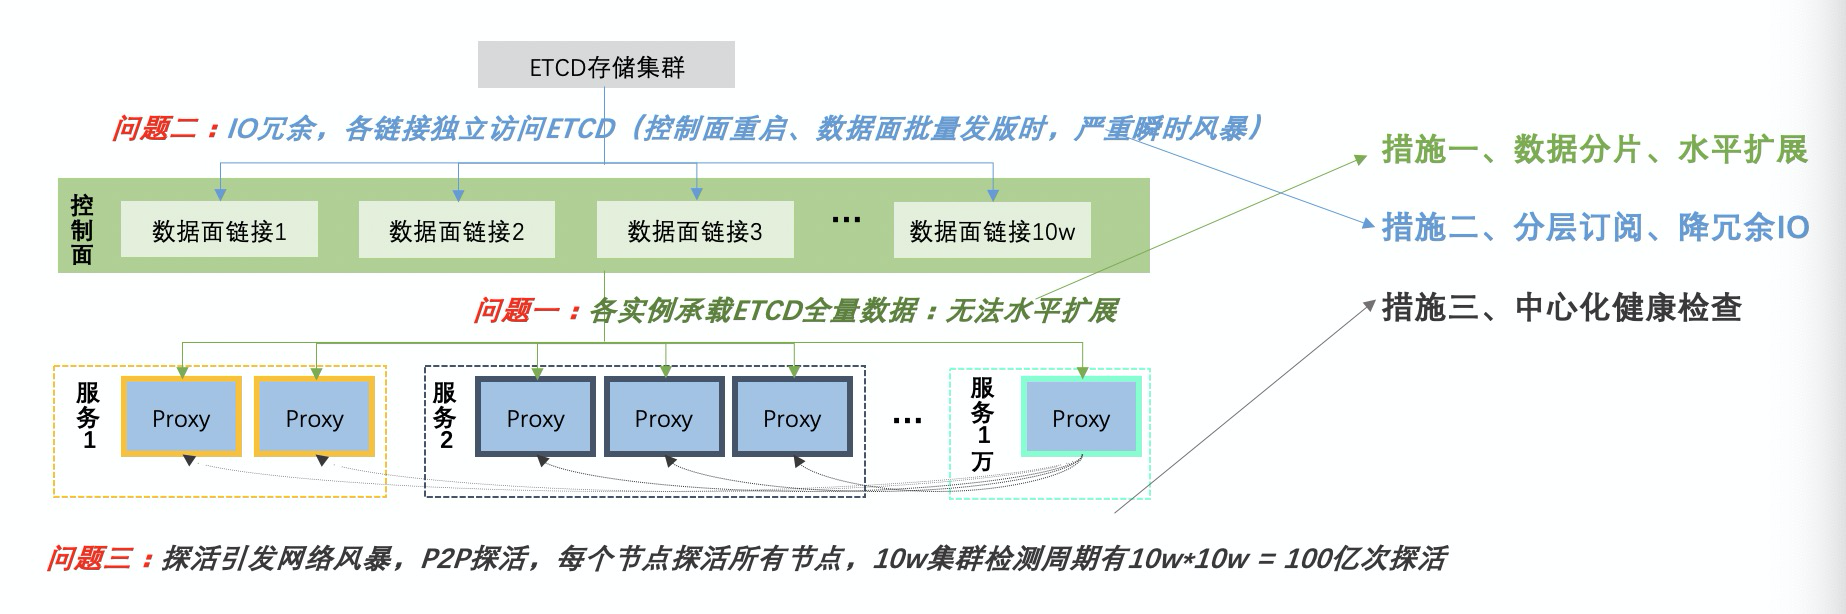 ETCD存储集群
问题二：IO冗余，各链接独立访问ETCD（控制面重启、数据面批量发版时，严重瞬时风暴）
措施一、数据分片、水平扩展
控制面
数据面链接1
数据面链接2
数据面链接3
...
数据面链接10w
措施二、分层订阅、降冗余IO
问题一：各实例承载ETCD全量数据：无法水平扩展
措施三、中心化健康检查
服务1
Proxy
Proxy
服务2
Proxy
Proxy
Proxy
...
服务1万
Proxy
问题三：探活引发网络风暴，P2P探活，每个节点探活所有节点，10w集群检测周期有10w*10w = 100亿次探活